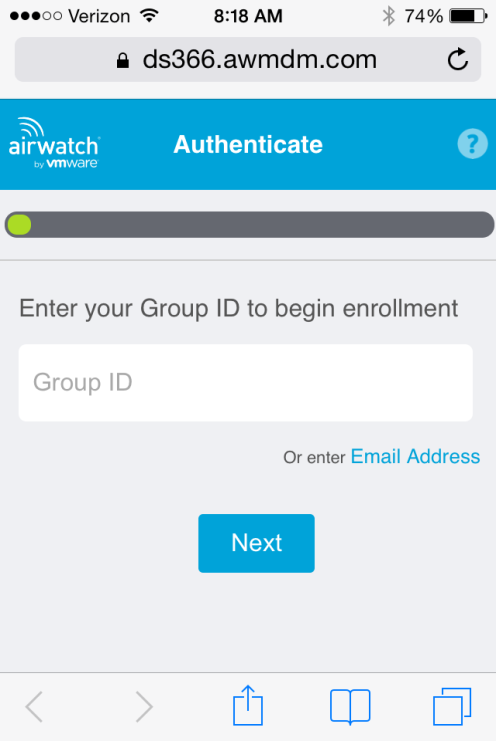 Verizon 8:18 AM 74%
ds366.awmdm.com
airwatch
by vmware
Authenticate ?
Enter your Group ID to begin enrollment
Group ID
Or enter Email Address
Next